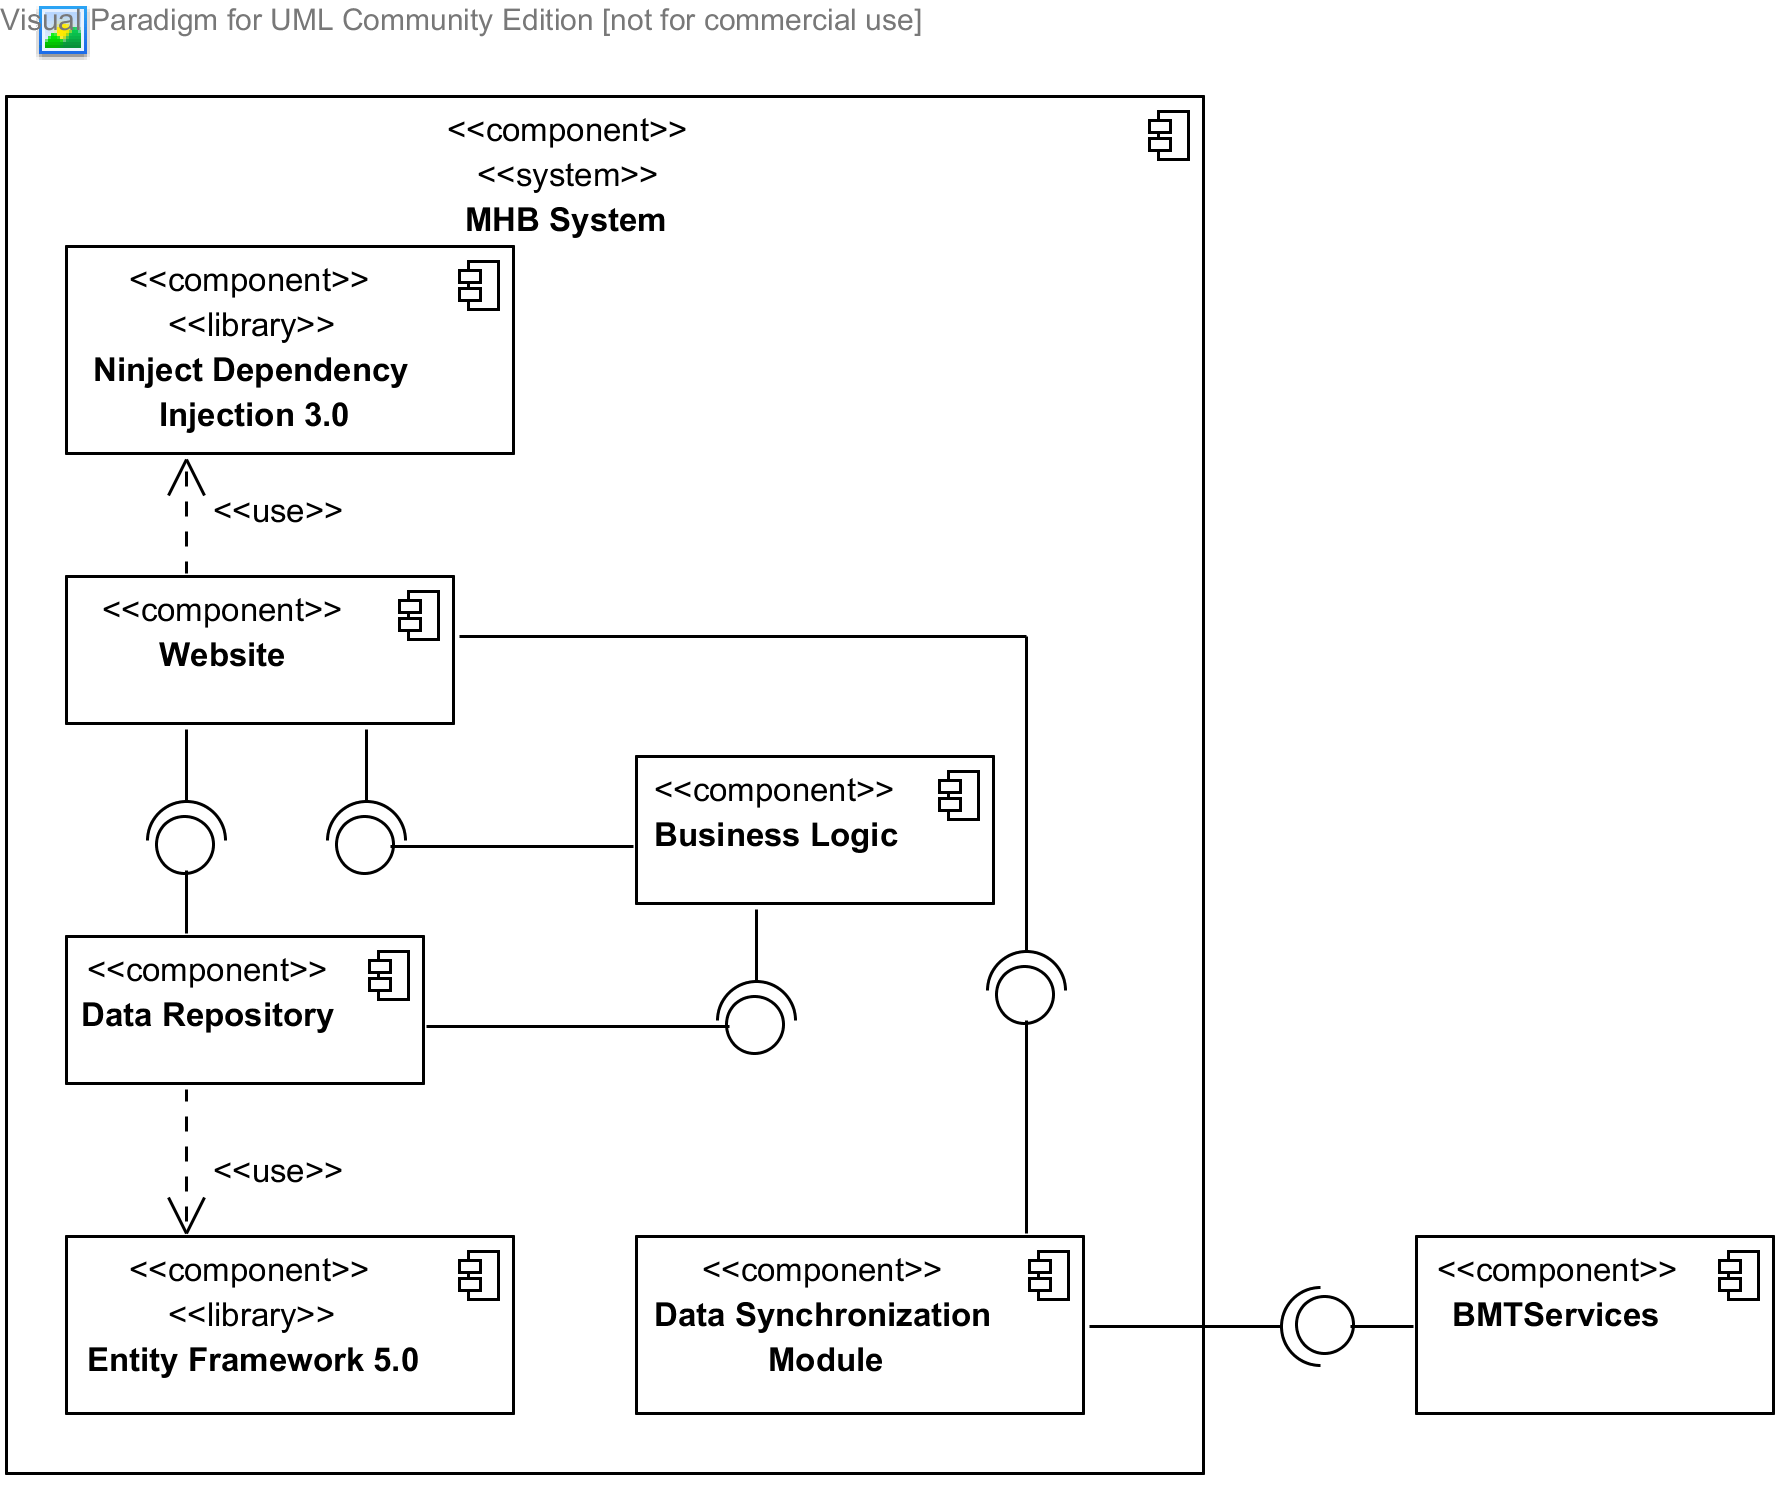 Visual Paradigm for UML Community Edition [not for commercial use]
<<component>>
<<system>>
MHB System
<<component>>
<<library>>
Ninject Dependency
Injection 3.0
<<use>>
<<component>>
Website
<<component>>
Business Logic
<<component>>
Data Repository
<<use>>
<<component>>
<<library>>
Entity Framework 5.0
<<component>>
Data Synchronization
Module
<<component>>
BMTServices